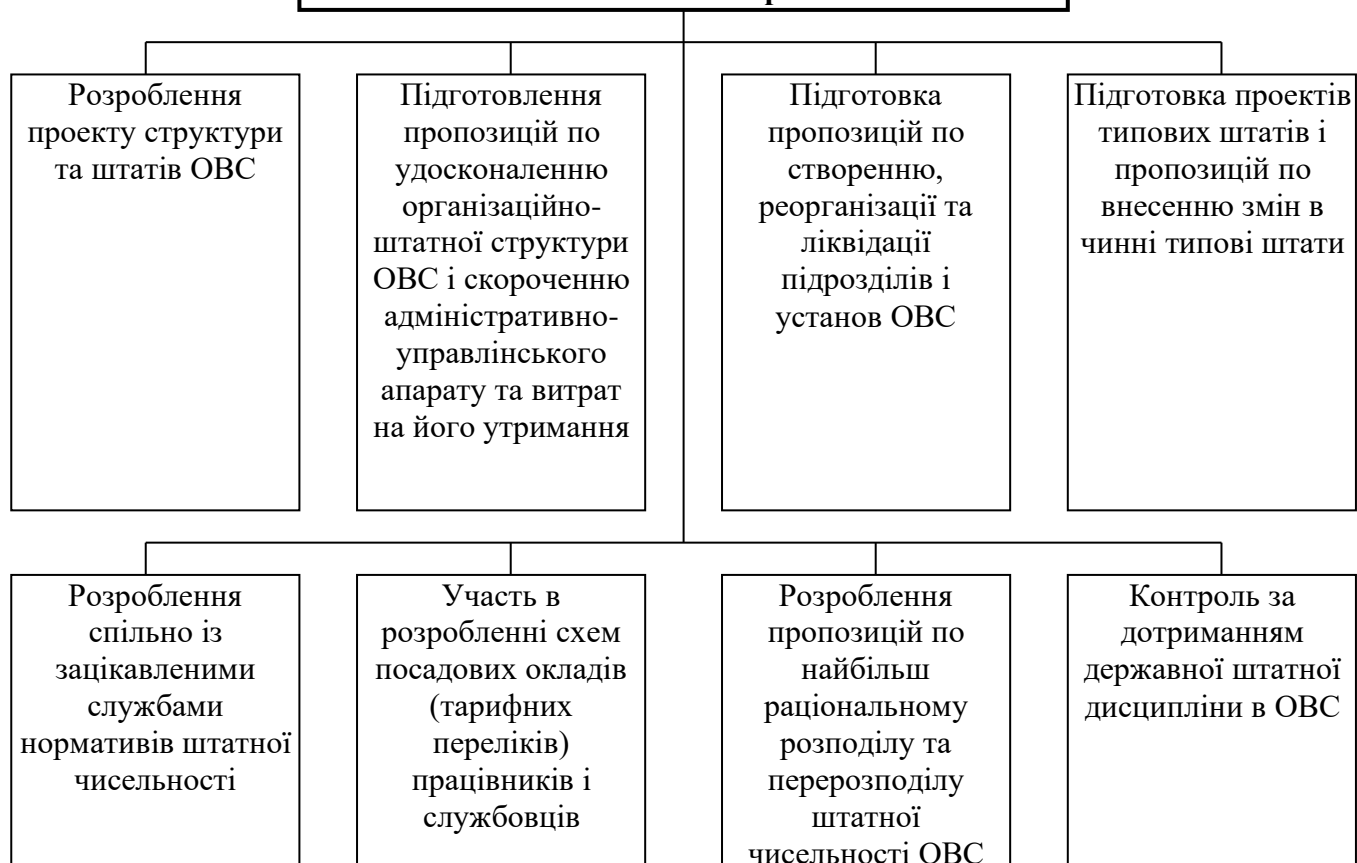 Розроблення
проекту структури
та штатів ОВС
Підготовлення
пропозицій по
удосконаленню
організаційно-
штатної структури
ОВС і скороченню
адміністративно-
управлінського
апарату та витрат
на його утримання
Підготовка
пропозицій по
створенню,
реорганізації та
ліквідації
підрозділів і
установ ОВС
Підготовка проектів
типових штатів і
пропозицій по
внесенню змін в
чинні типові штати
Розроблення
спільно із
зацікавленими
службами
нормативів штатної
чисельності
Участь в
розробленні схем
посадових окладів
(тарифних
переліків)
працівників і
службовців
Розроблення
пропозицій по
найбільш
раціональному
розподілу та
перерозподілу
штатної
чисельності ОВС
Контроль за
дотриманням
державної штатної
дисципліни в ОВС